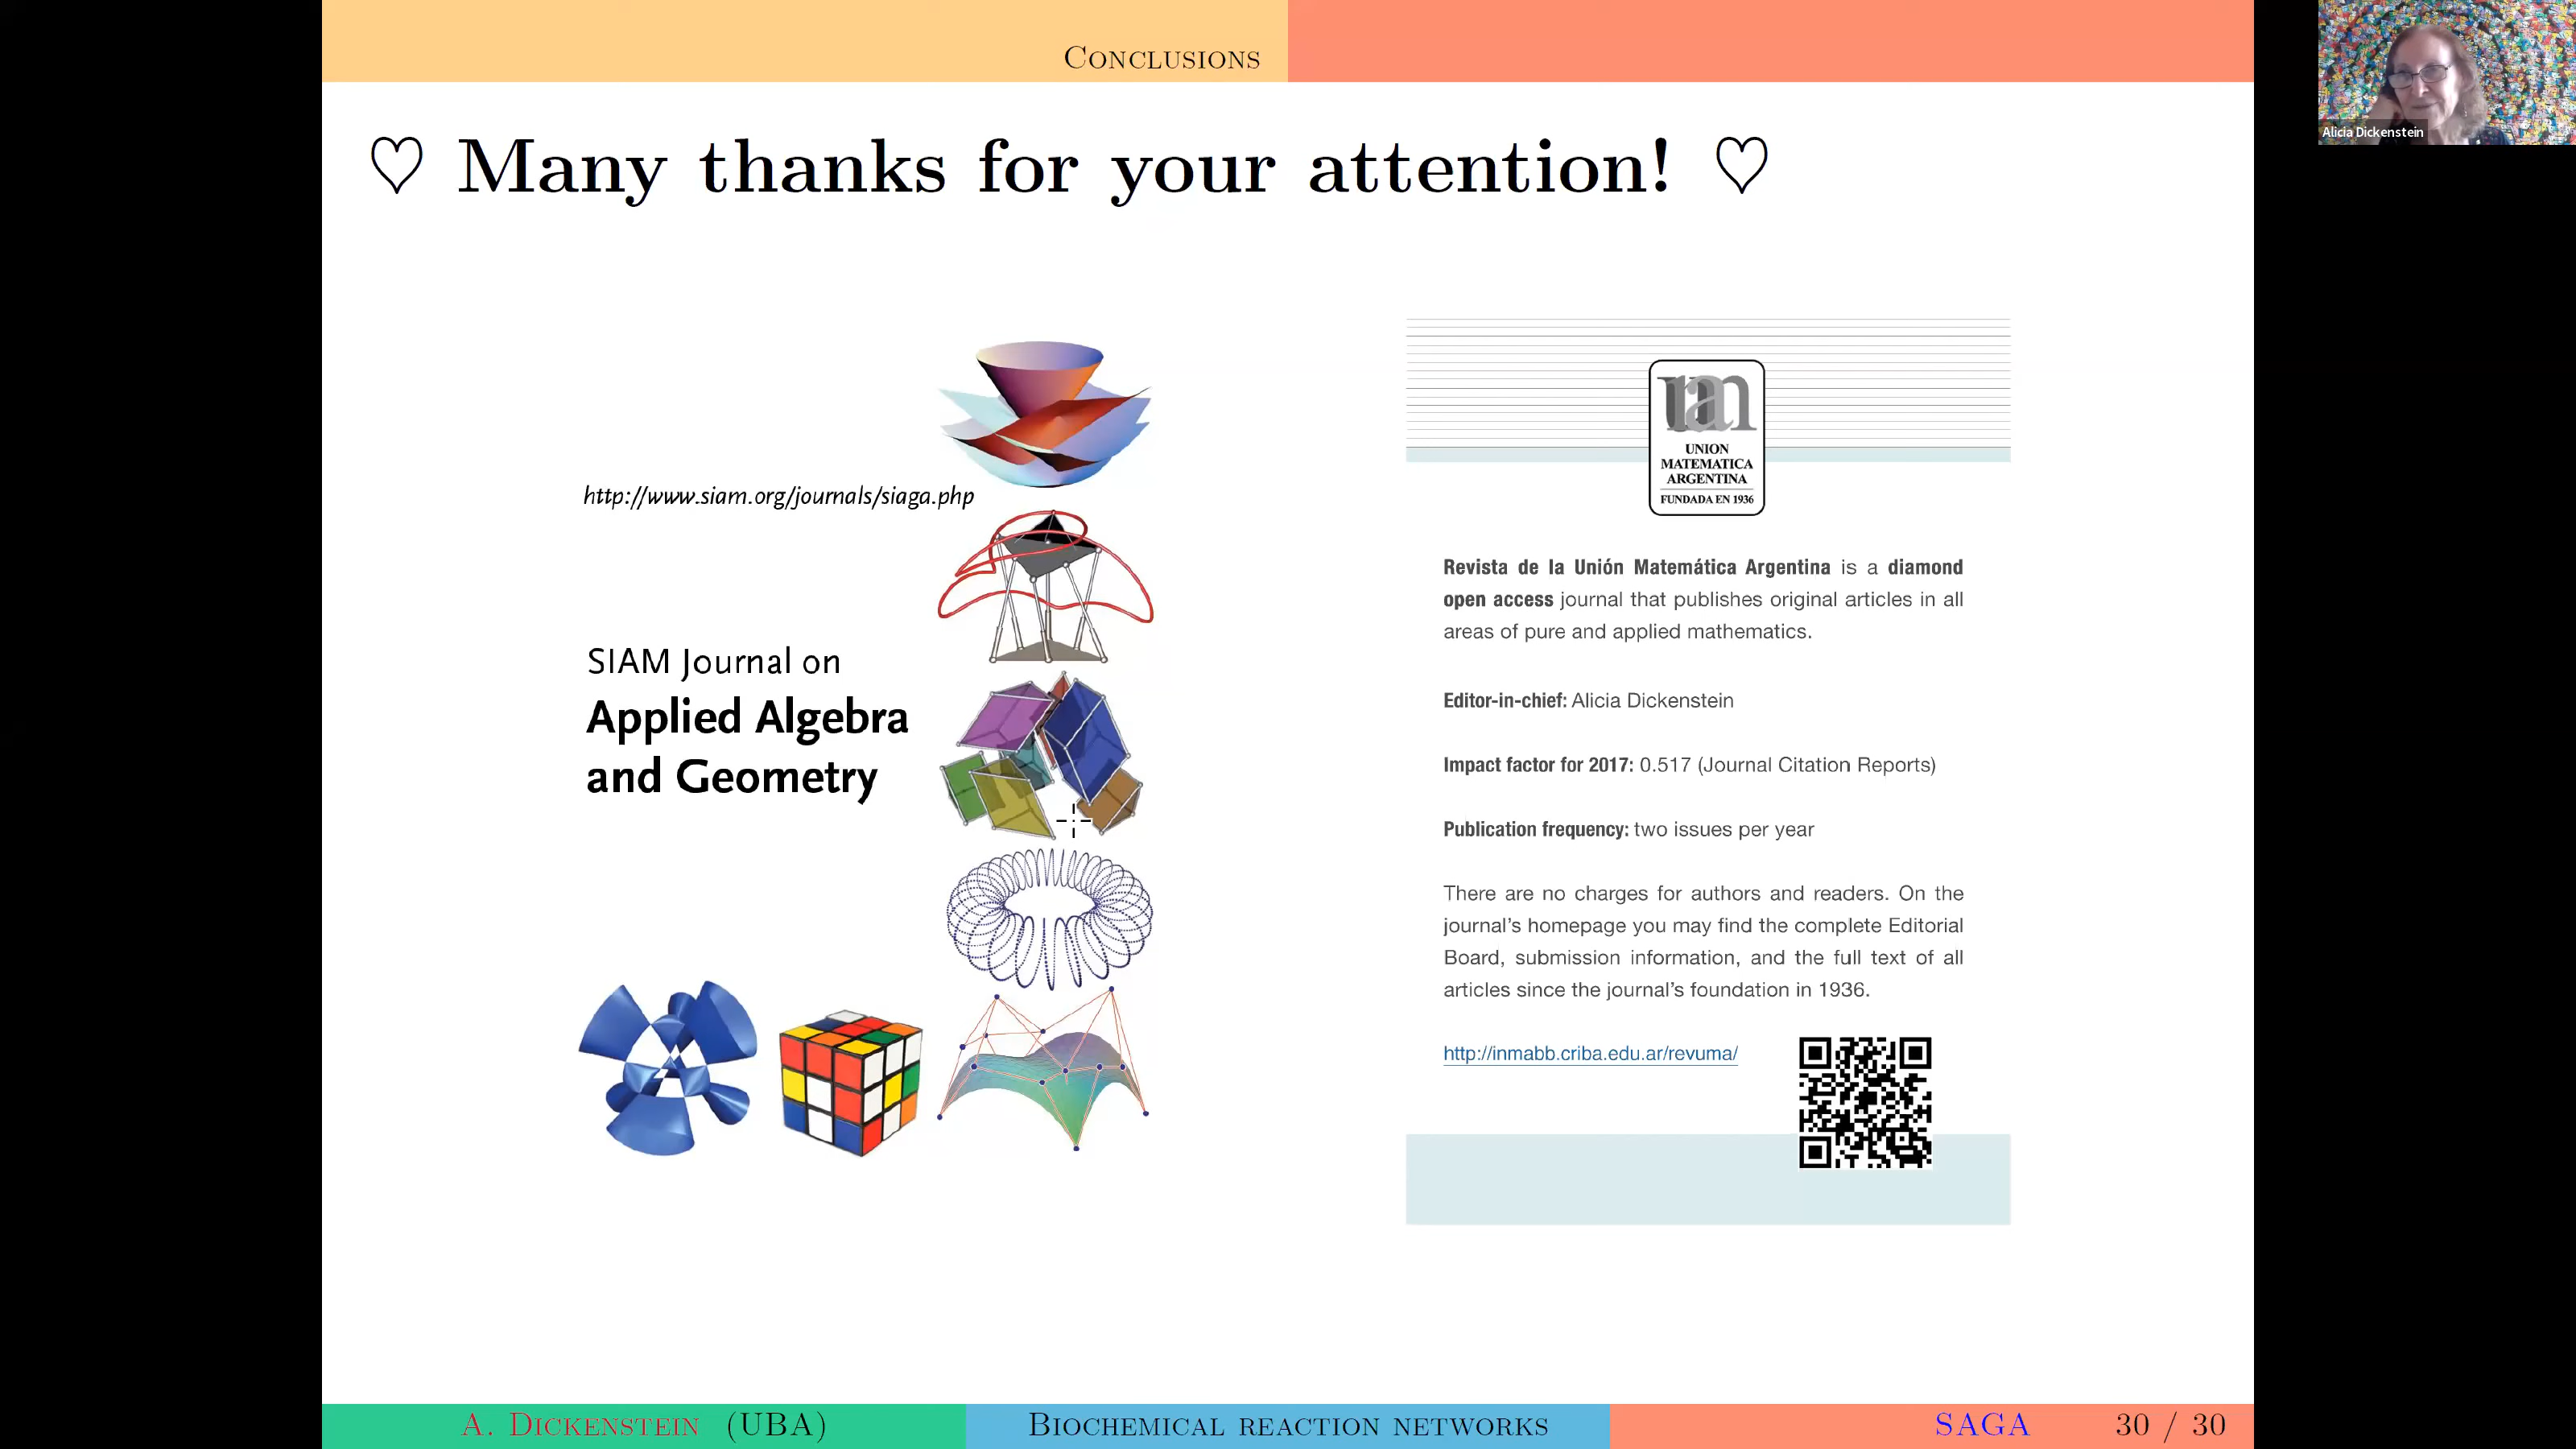 Conclusions
♡ Many thanks for your attention! ♡
Alicia Dickenstein
http://www.siam.org/journals/siaga.php
SIAM Journal on
Applied Algebra
and Geometry
UNION
MATEMATICA
ARGENTINA
FUNDADA EN 1936
Revista de la Unión Matemática Argentina is a diamond
open access journal that publishes original articles in all
areas of pure and applied mathematics.
Editor-in-chief: Alicia Dickenstein
Impact factor for 2017: 0.517 (Journal Citation Reports)
Publication frequency: two issues per year
There are no charges for authors and readers. On the
journal's homepage you may find the complete Editorial
Board, submission information, and the full text of all
articles since the journal's foundation in 1936.
http://inmabb.criba.edu.ar/revuma/
A. Dickenstein (UBA)
Biochemical reaction networks
SAGA
30 / 30